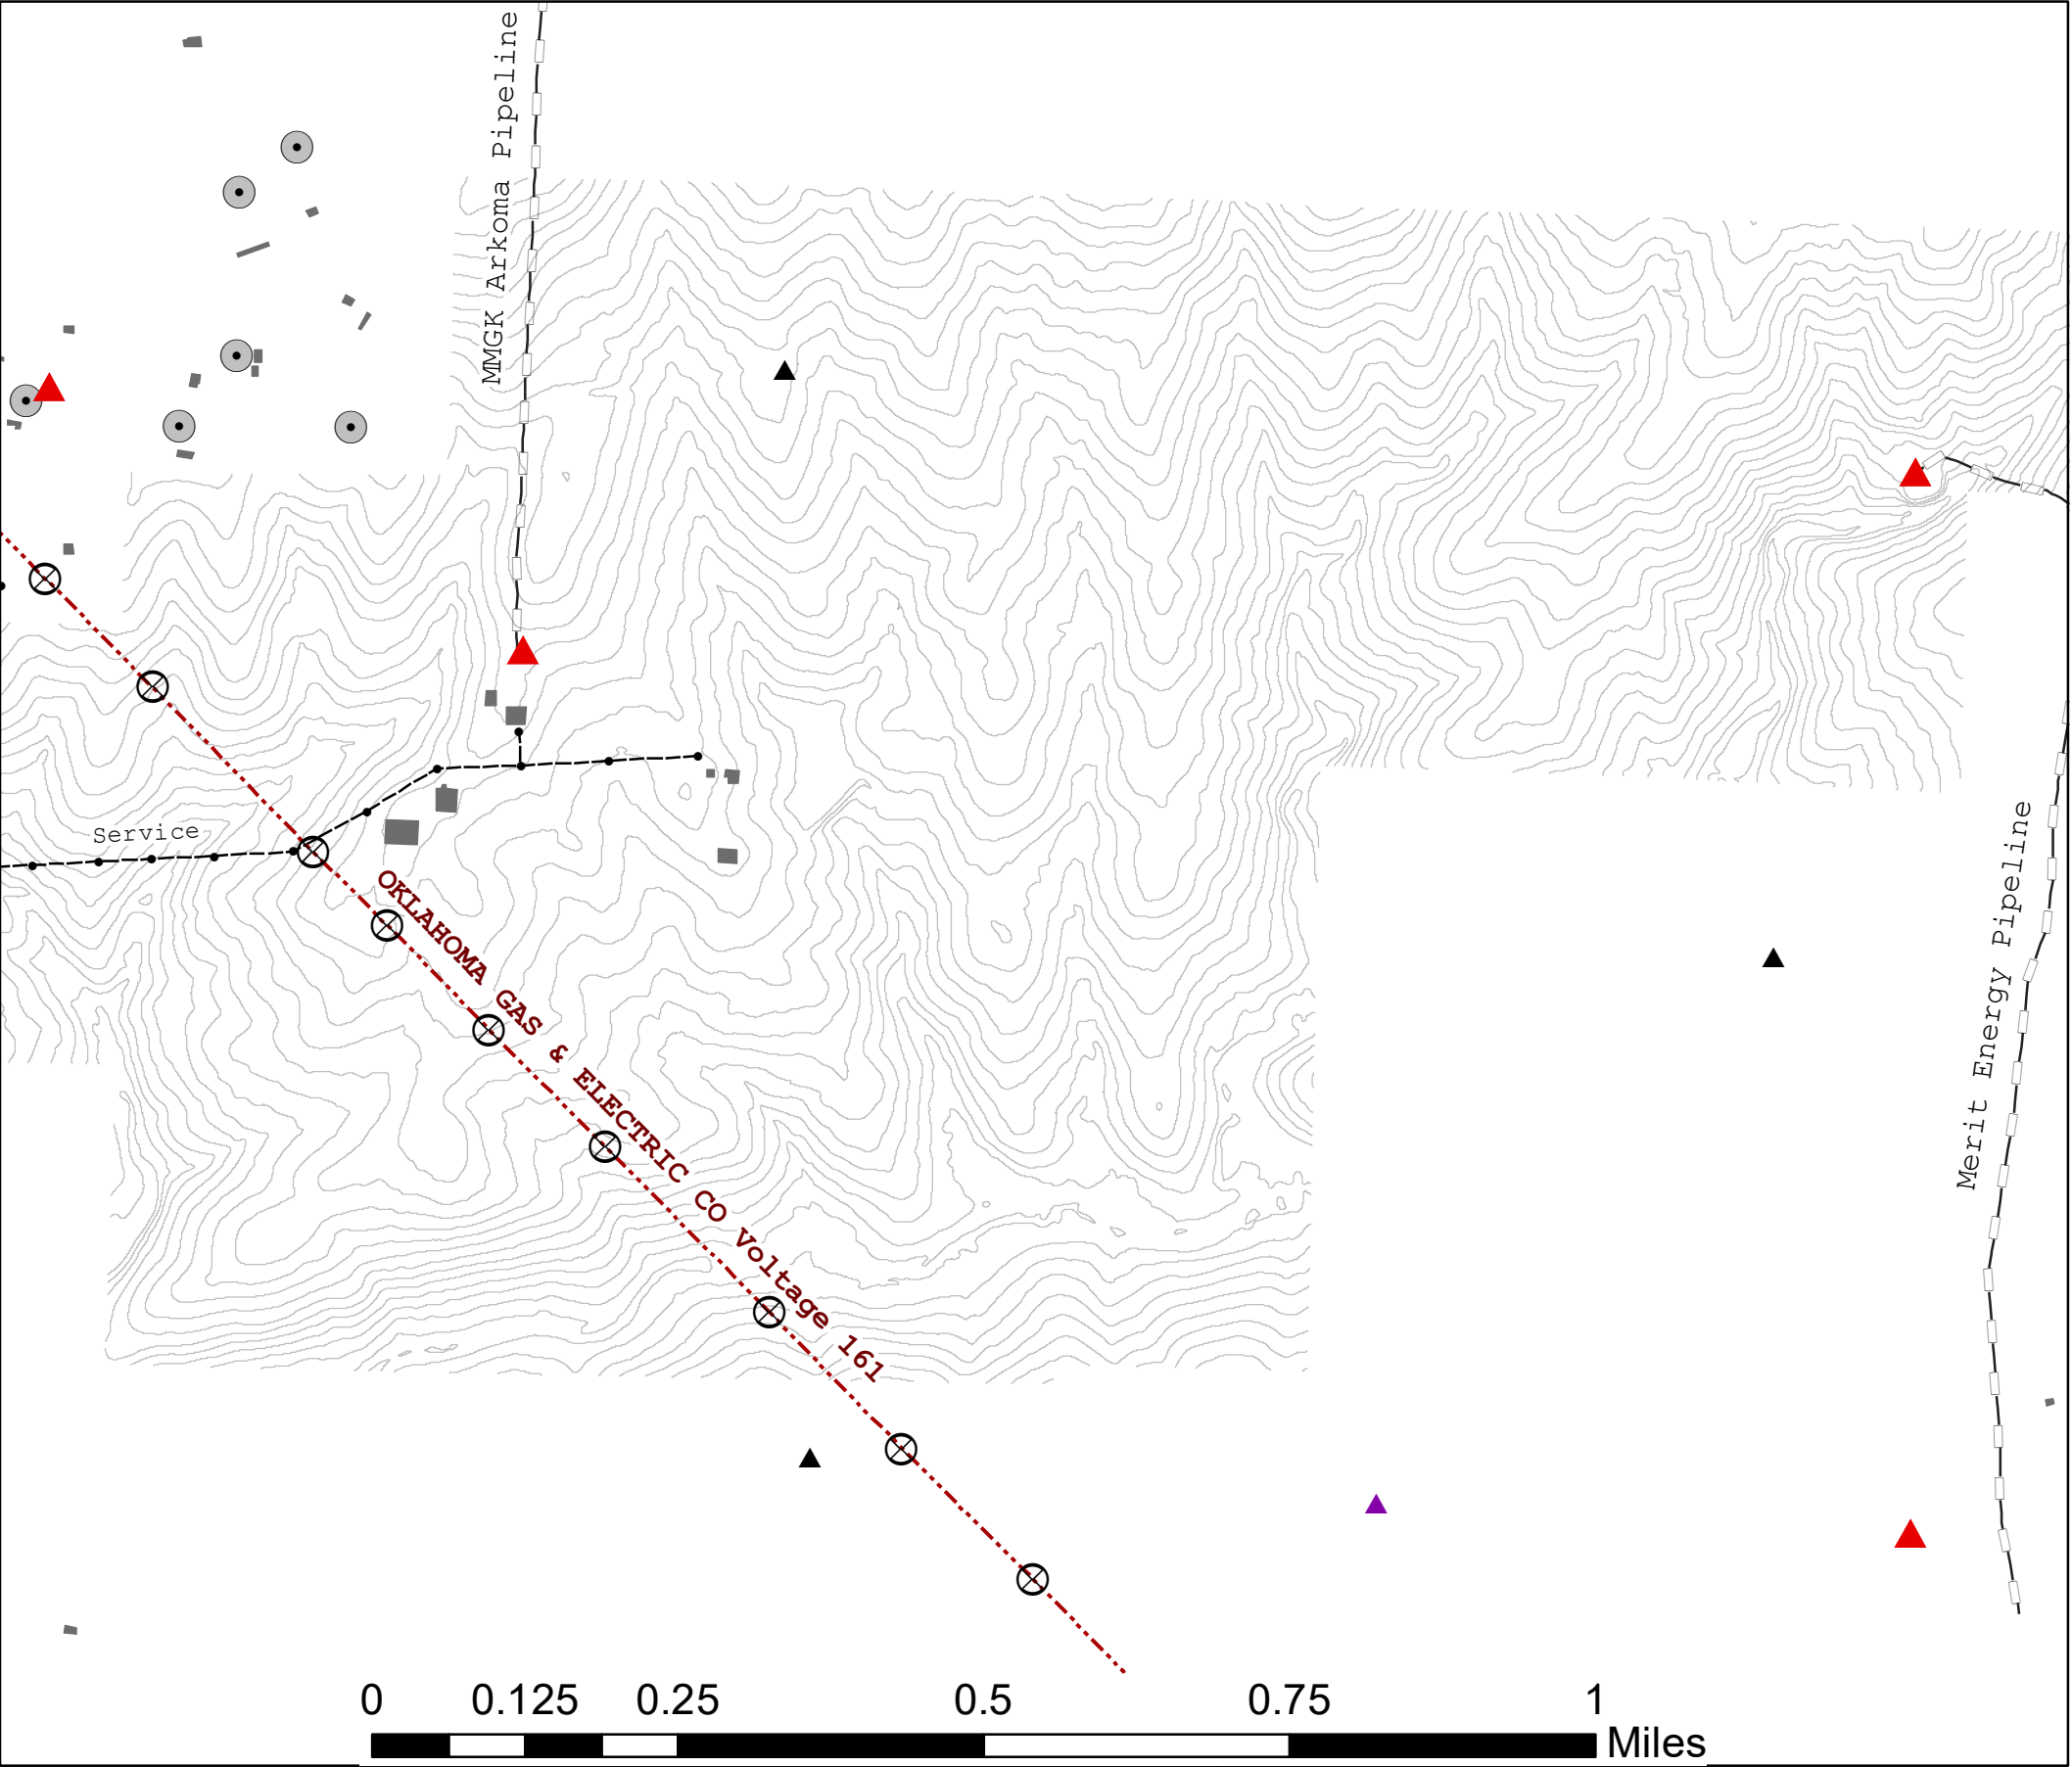 MMGK Arkoma Pipeline
Service
OKLAHOMA GAS & ELECTRIC CO Voltage 161
Merit Energy Pipeline
0 0.125 0.25 0.5 0.75 1
Miles